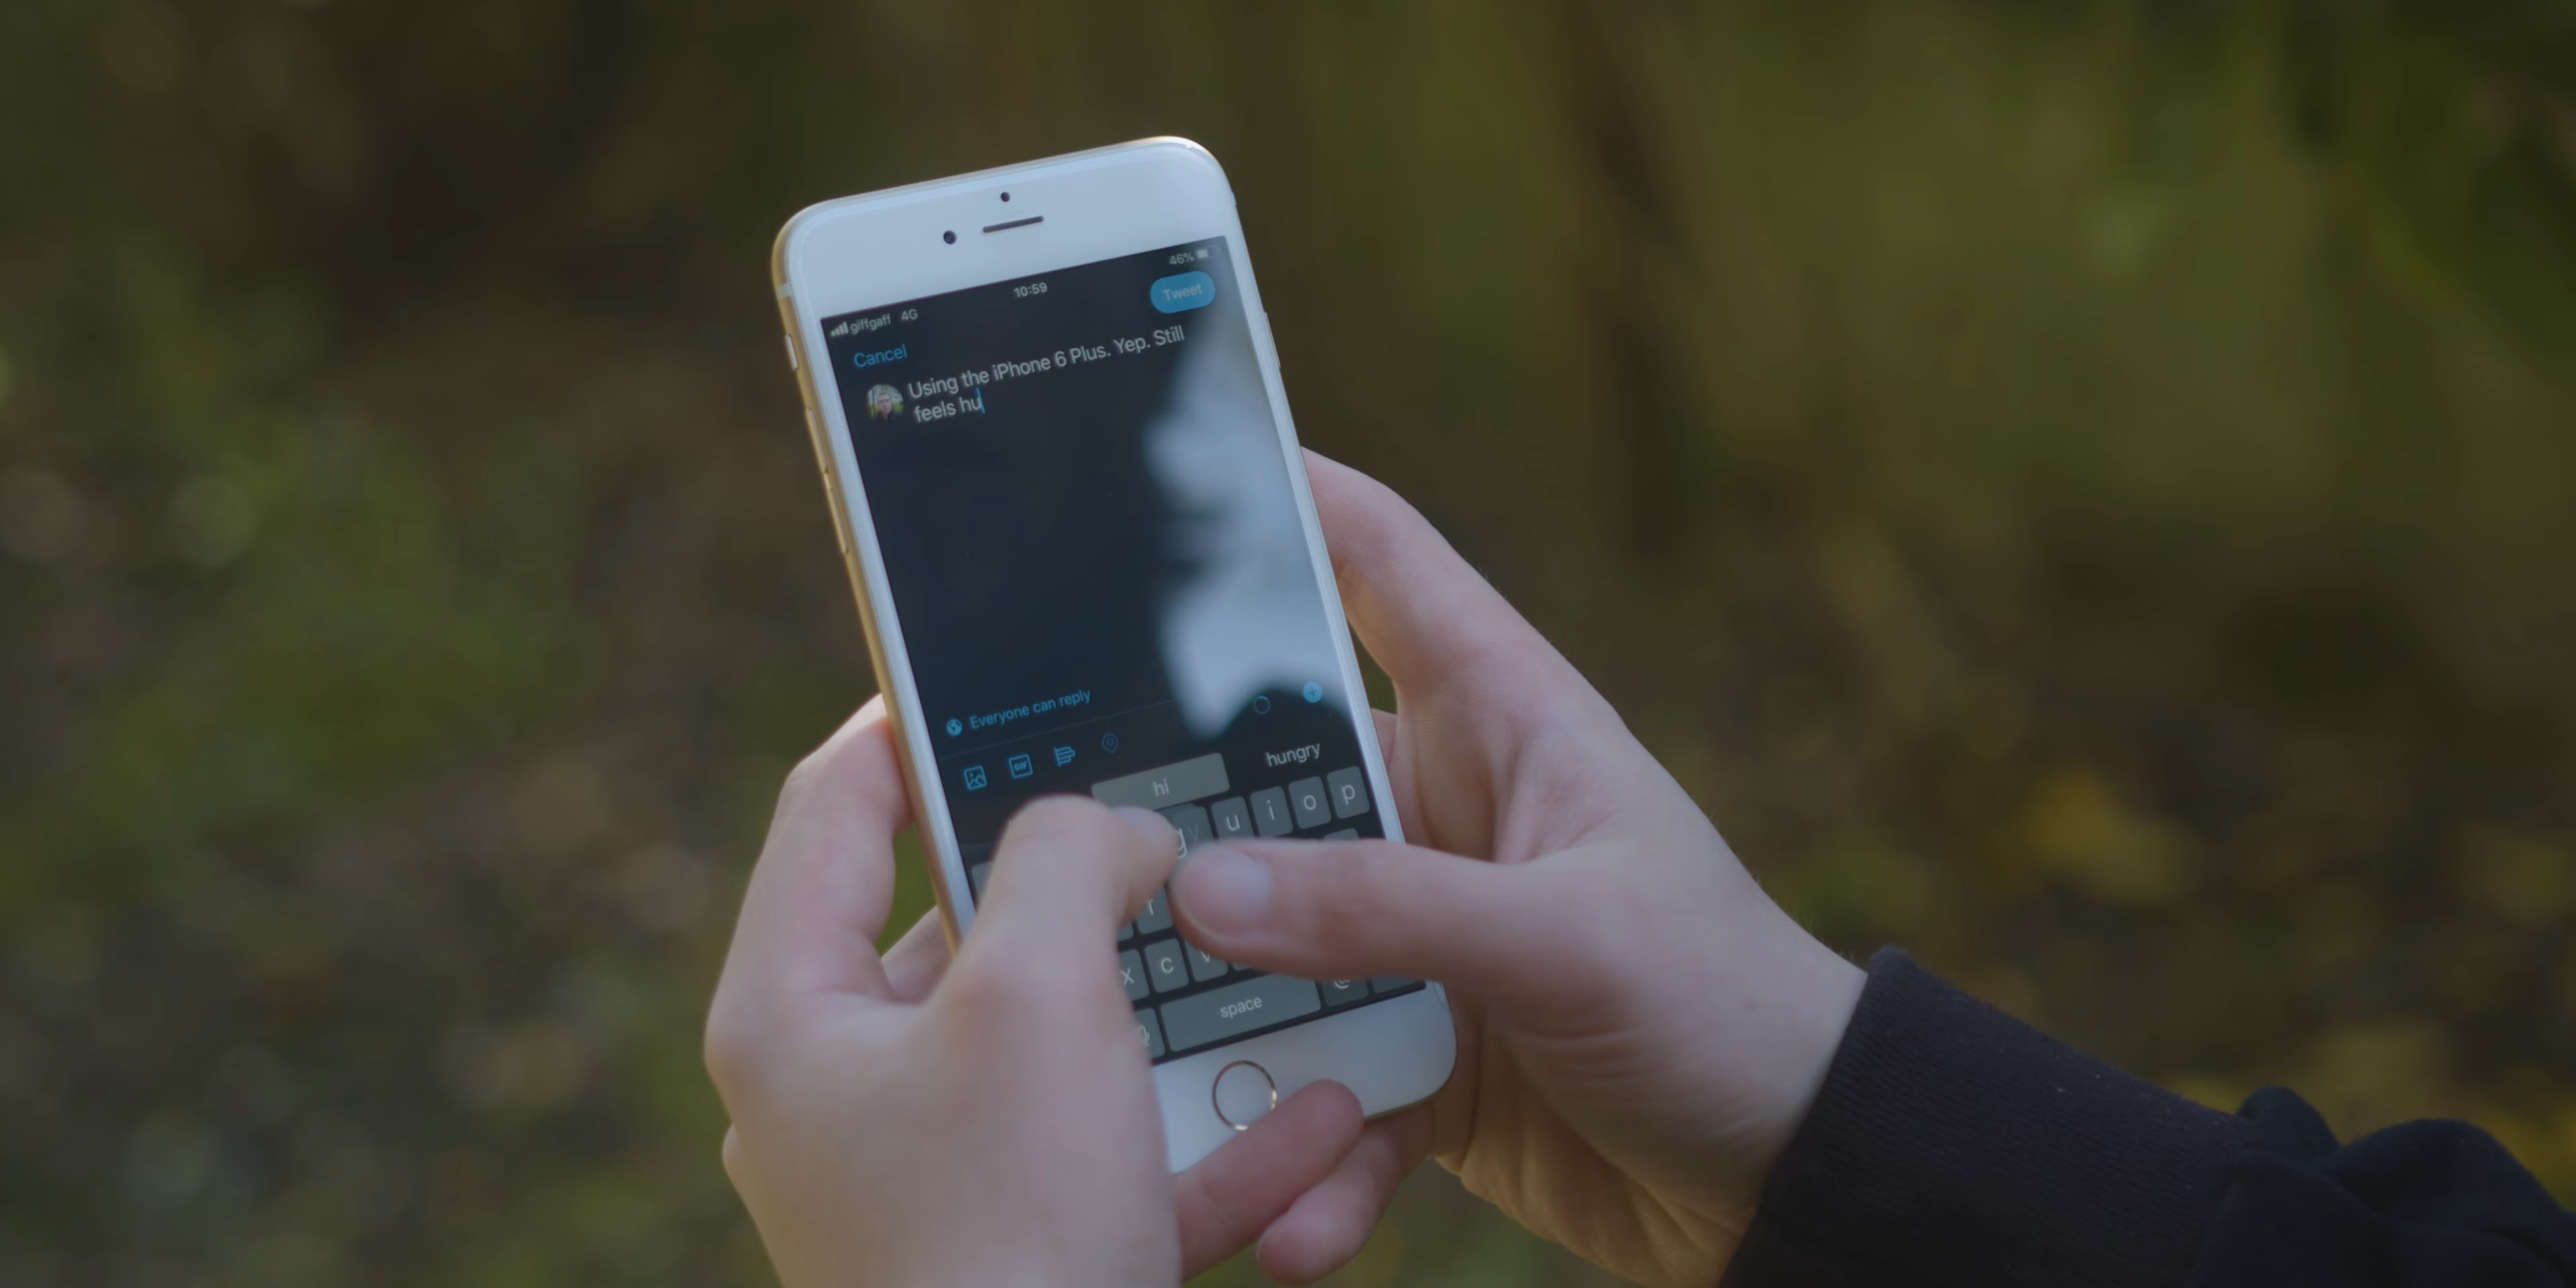 46%
10:59
giffgaff 4G
Tweet
Cancel
Using the iPhone 6 Plus. Yep. Still
feels hu
Everyone can reply
GIF
hi hungry
g y u i o p
r
x c v
space
@